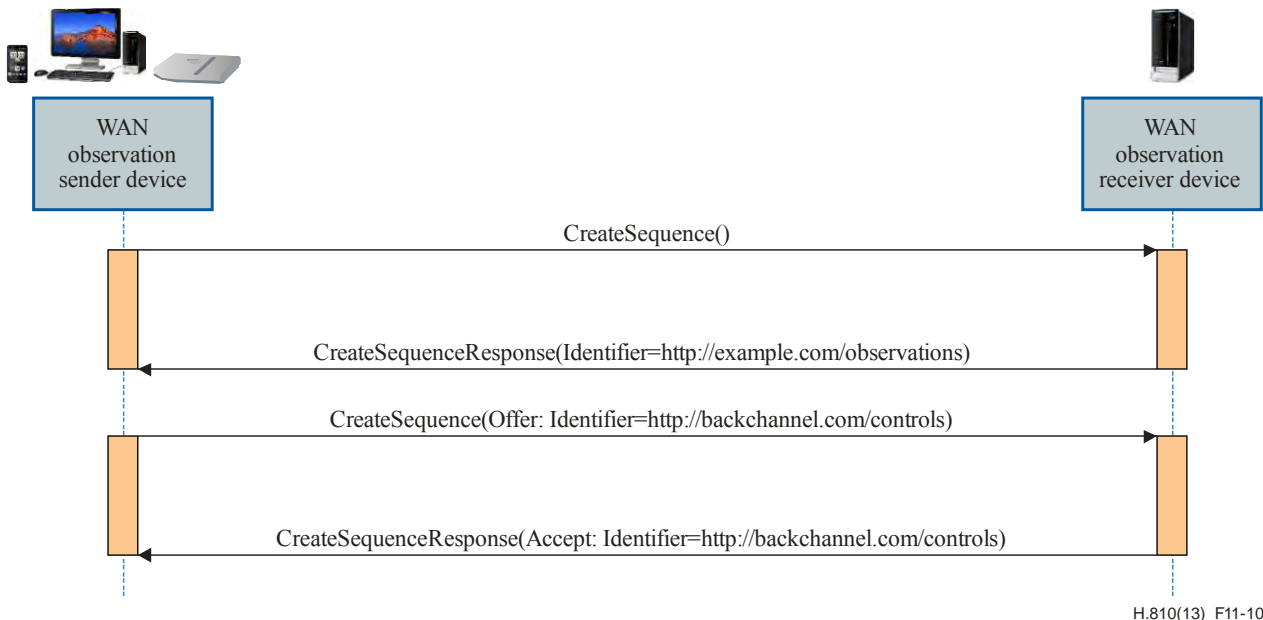 WAN
observation
sender device
WAN
observation
receiver device
CreateSequence()
CreateSequenceResponse(Identifier=http://example.com/observations)
CreateSequence(Offer: Identifier=http://backchannel.com/controls)
CreateSequenceResponse(Accept: Identifier=http://backchannel.com/controls)
H.810(13)_F11-10